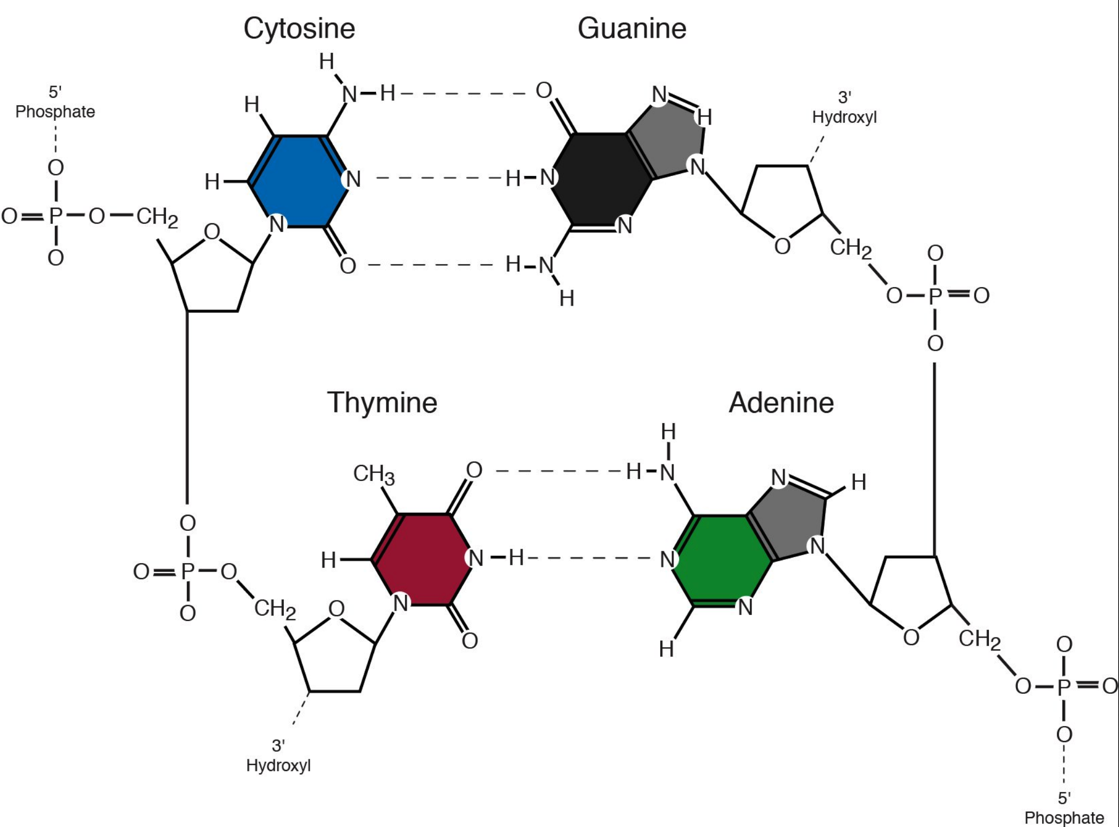 Cytosine
Guanine
5'
Phosphate
3'
Hydroxyl
H
H
N
H
O
N
H
H
N
H
N
N
N
O
H
N
N
O
P
O
CH2
O
O
O
H
N
H
O
CH2
O
P
O
O
O
Thymine
Adenine
CH3
O
H
N
H
N
H
H
N
H
N
N
N
N
O
H
O
O
P
O
CH2
O
O
O
CH2
O
O
P
O
O
3'
Hydroxyl
5'
Phosphate